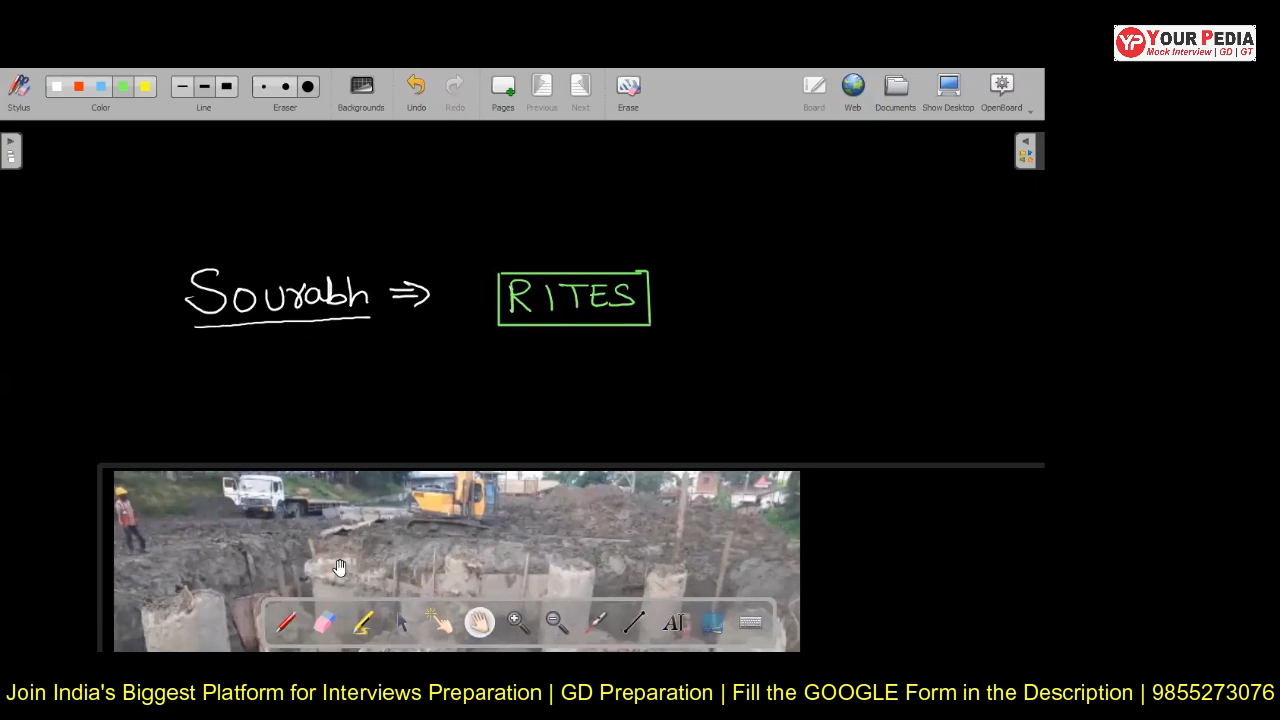 YP YOUR PEDIA
Mock Interview | GD | GT
Stylus Color Line Eraser Backgrounds Undo Redo Pages Previous Next Erase Board Web Documents Show Desktop OpenBoard
Sourabh ⇒ RITES
Join India's Biggest Platform for Interviews Preparation | GD Preparation | Fill the GOOGLE Form in the Description | 9855273076